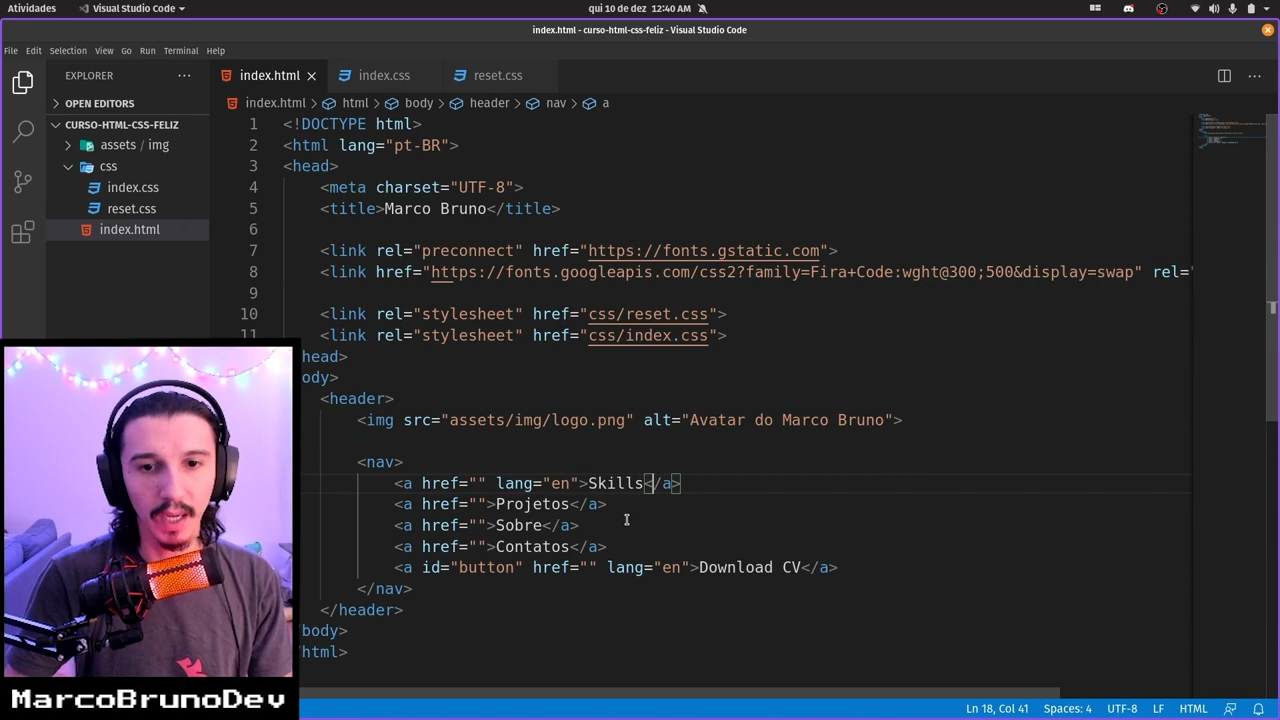 Atividades
Visual Studio Code
qui 10 de dez 12:40 AM
index.html - curso-html-css-feliz - Visual Studio Code
File Edit Selection View Go Run Terminal Help
EXPLORER
OPEN EDITORS
CURSO-HTML-CSS-FELIZ
assets / img
css
index.css
reset.css
index.html
index.html index.css reset.css
index.html > html > body > header > nav > a
1 <!DOCTYPE html>
2 <html lang="pt-BR">
3 <head>
4 <meta charset="UTF-8">
5 <title>Marco Bruno</title>
6
7 <link rel="preconnect" href="https://fonts.gstatic.com">
8 <link href="https://fonts.googleapis.com/css2?family=Fira+Code:wght@300;500&display=swap" rel="
9
10 <link rel="stylesheet" href="css/reset.css">
11 <link rel="stylesheet" href="css/index.css">
head>
ody>
<header>
<img src="assets/img/logo.png" alt="Avatar do Marco Bruno">
<nav>
<a href="" lang="en">Skills</a>
<a href="">Projetos</a>
<a href="">Sobre</a>
<a href="">Contatos</a>
<a id="button" href="" lang="en">Download CV</a>
</nav>
</header>
/body>
/html>
MarcoBrunoDev
Ln 18, Col 41 Spaces: 4 UTF-8 LF HTML